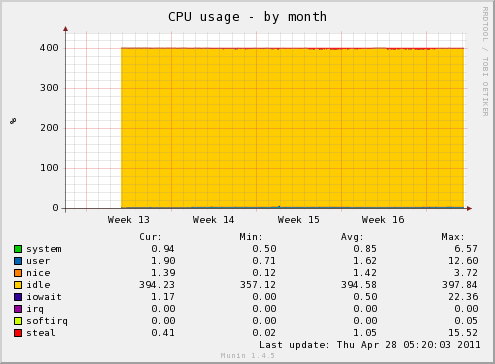 CPU usage - by month
RRDTOOL / TOBI OETIKER
%
400
300
200
100
0
Week 13 Week 14 Week 15 Week 16
Cur: Min: Avg: Max:
system 0.94 0.50 0.85 6.57
user 1.90 0.71 1.62 12.60
nice 1.39 0.12 1.42 3.72
idle 394.23 357.12 394.58 397.84
iowait 1.17 0.00 0.50 22.36
irq 0.00 0.00 0.00 0.00
softirq 0.00 0.00 0.00 0.05
steal 0.41 0.02 1.05 15.52
Last update: Thu Apr 28 05:20:03 2011
Munin 1.4.5